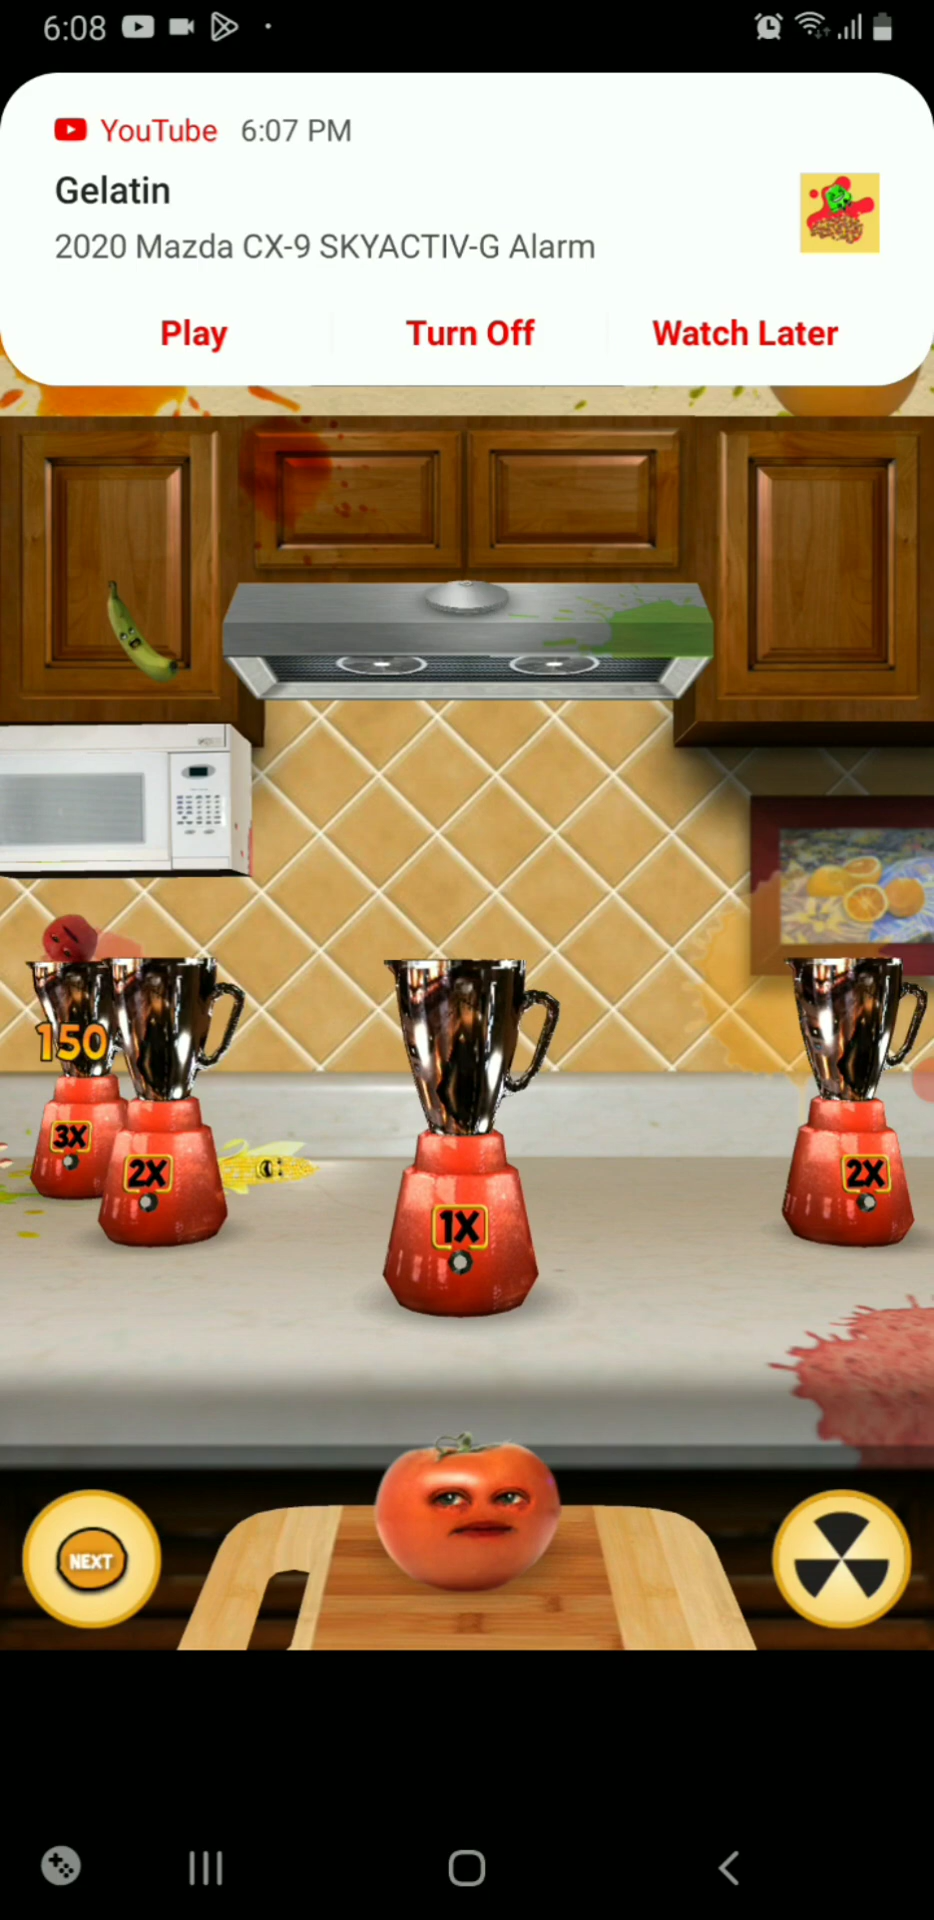 6:08
YouTube 6:07 PM
Gelatin
2020 Mazda CX-9 SKYACTIV-G Alarm
Play Turn Off Watch Later
150
3X
2X
1X
2X
NEXT